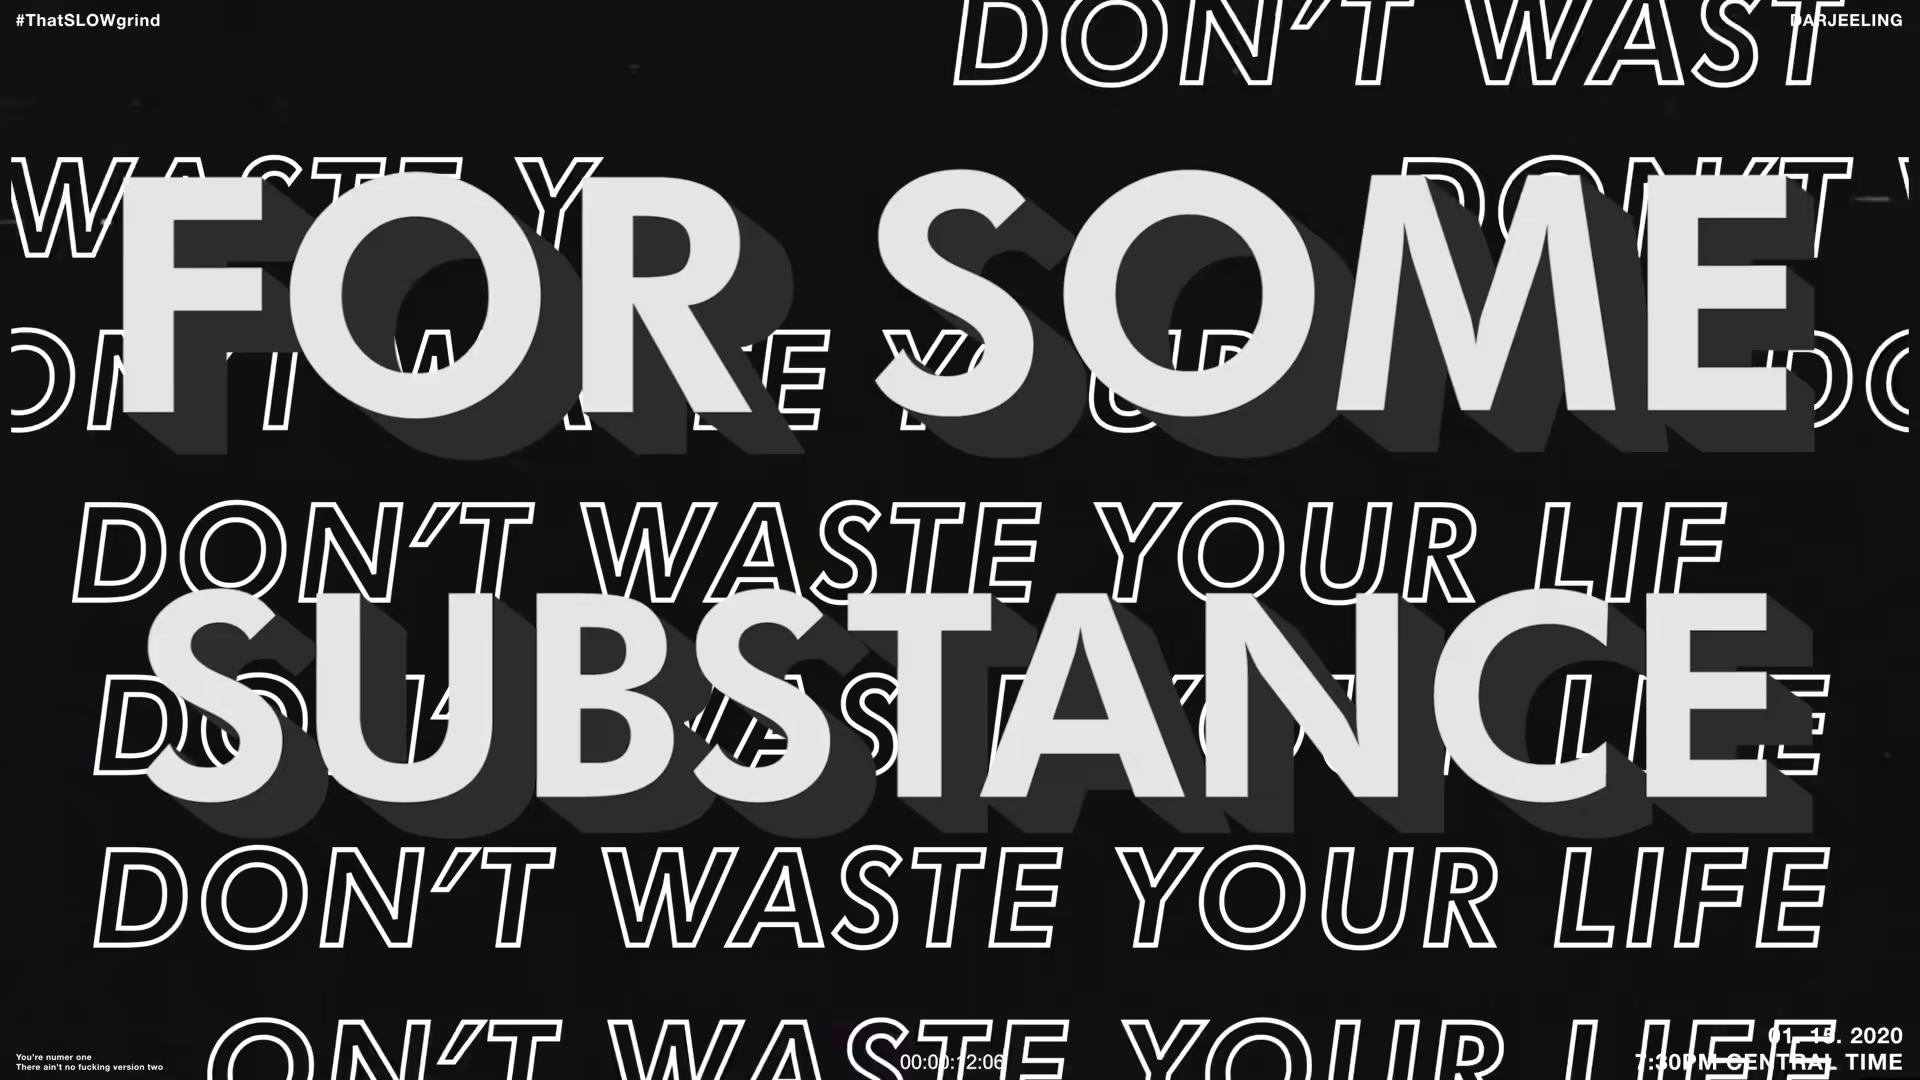 #ThatSLOWgrind
DARJEELING
DON'T WAST
WASTE Y
DON'T
FOR SOME
DON'T WASTE YOUR LIF
SUBSTANCE
DON'T WASTE YOUR LIFE
ON'T WASTE YOUR LIFE
01. 15. 2020
7:30PM CENTRAL TIME
You're numer one
There ain't no fucking version two
00:00:12:06